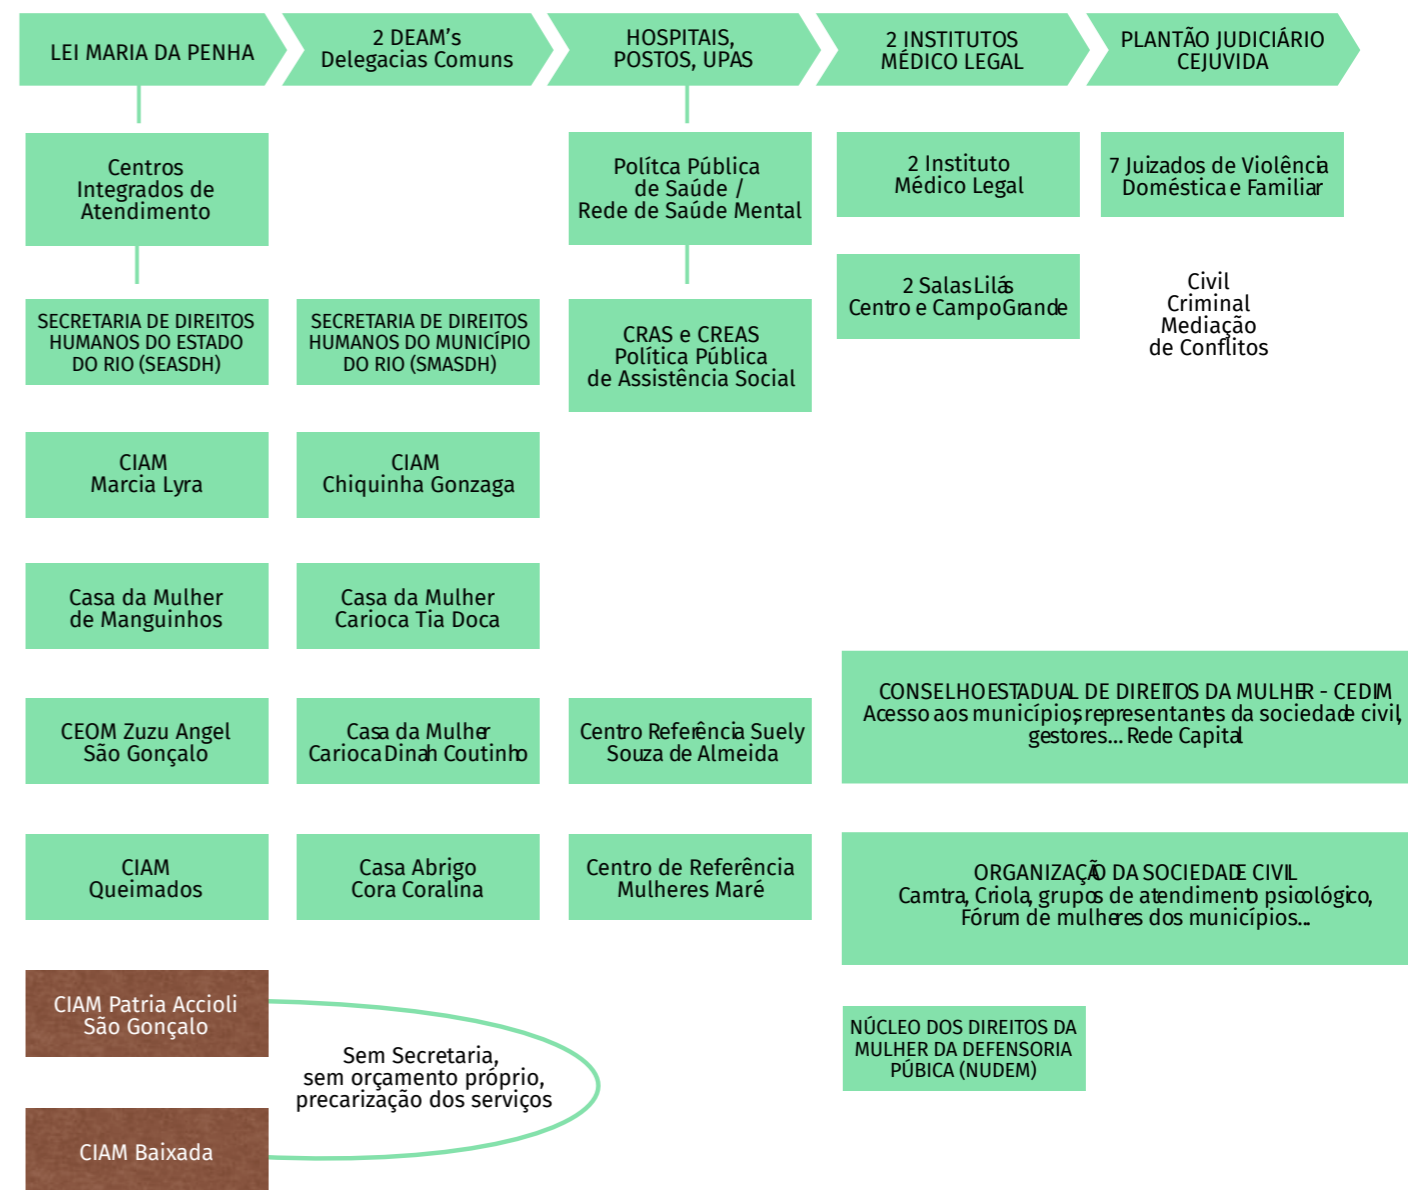 LEI MARIA DA PENHA
2 DEAM's
Delegacias Comuns
HOSPITAIS,
POSTOS, UPAS
2 INSTITUTOS
MÉDICO LEGAL
PLANTÃO JUDICIÁRIO
CEJUVIDA
Centros
Integrados de
Atendimento
Polítca Pública
de Saúde /
Rede de Saúde Mental
2 Instituto
Médico Legal
7 Juizados de Violência
Doméstica e Familiar
2 Salas Lilás
Centro e Campo Grande
Civil
Criminal
Mediação
de Conflitos
SECRETARIA DE DIREITOS
HUMANOS DO ESTADO
DO RIO (SEASDH)
SECRETARIA DE DIREITOS
HUMANOS DO MUNICÍPIO
DO RIO (SMASDH)
CRAS e CREAS
Política Pública
de Assistência Social
CIAM
Marcia Lyra
CIAM
Chiquinha Gonzaga
Casa da Mulher
de Manguinhos
Casa da Mulher
Carioca Tia Doca
CONSELHO ESTADUAL DE DIREITOS DA MULHER - CEDIM
Acesso aos municípios, representantes da sociedade civil,
gestores... Rede Capital
CEOM Zuzu Angel
São Gonçalo
Casa da Mulher
Carioca Dinah Coutinho
Centro Referência Suely
Souza de Almeida
CIAM
Queimados
Casa Abrigo
Cora Coralina
Centro de Referência
Mulheres Maré
ORGANIZAÇÃO DA SOCIEDADE CIVIL
Camtra, Criola, grupos de atendimento psicológico,
Fórum de mulheres dos municípios...
CIAM Patria Accioli
São Gonçalo
Sem Secretaria,
sem orçamento próprio,
precarização dos serviços
NÚCLEO DOS DIREITOS DA
MULHER DA DEFENSORIA
PÚBICA (NUDEM)
CIAM Baixada